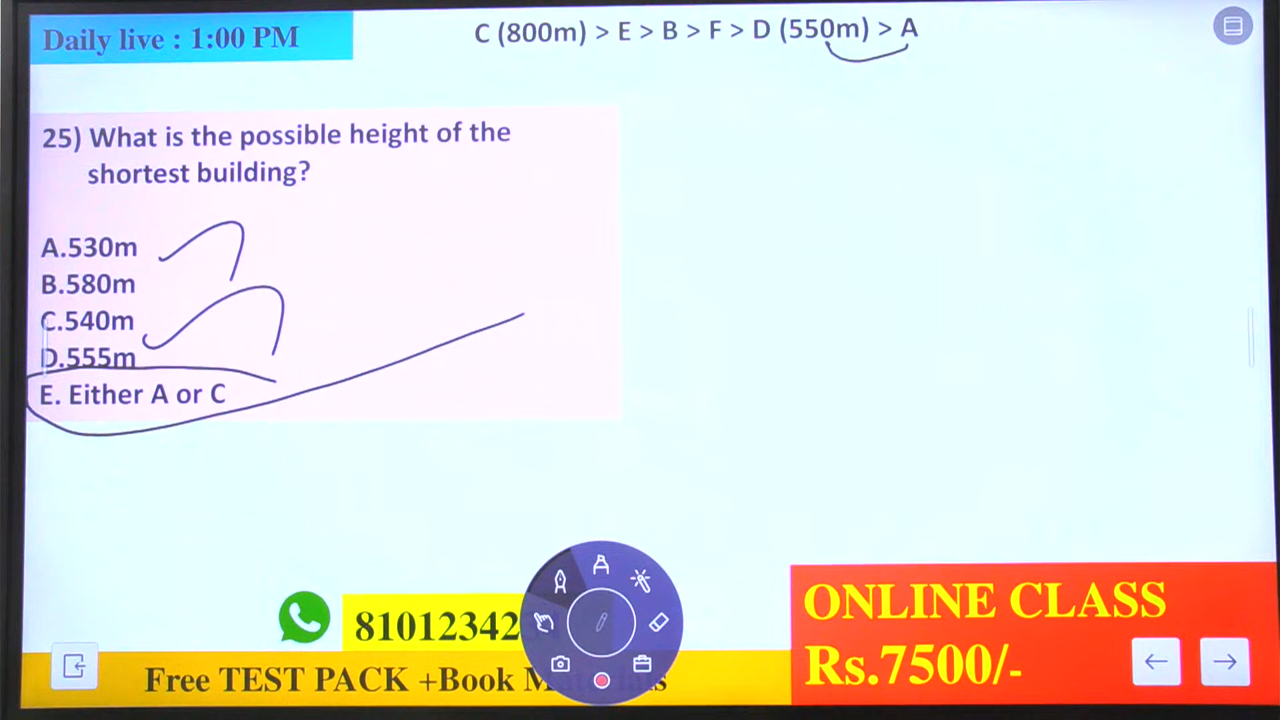 Daily live : 1:00 PM
C (800m) > E > B > F > D (550m) > A
25) What is the possible height of the
shortest building?
A.530m
B.580m
C.540m
D.555m
E. Either A or C
81012342
Free TEST PACK +Book
ONLINE CLASS
Rs.7500/-